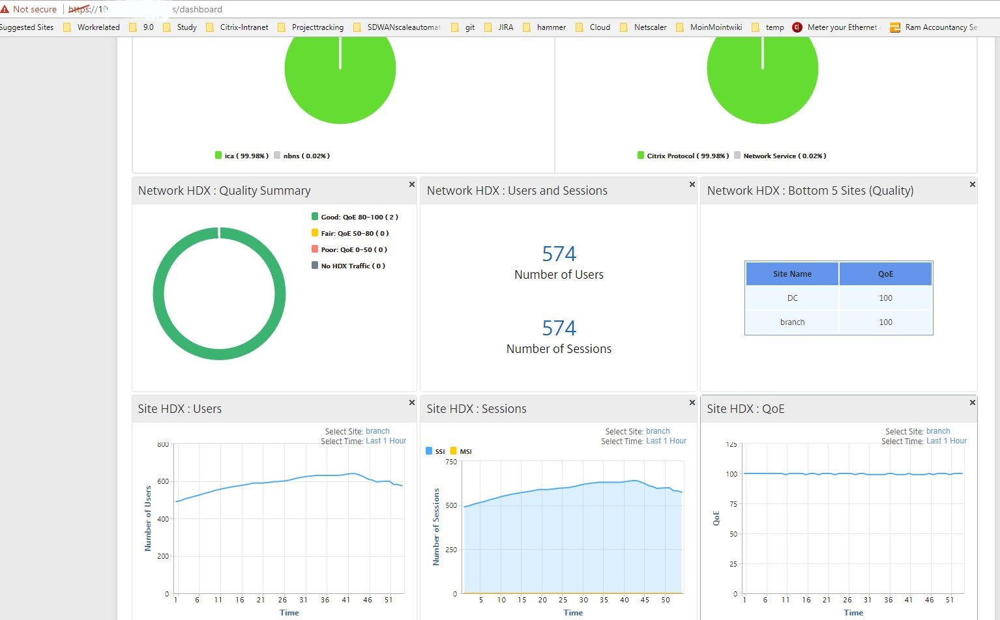 Not secure https://10 s/dashboard
Suggested Sites Workrelated 9.0 Study Citrix-Intranet Projecttracking SDWANscaleautomat git JIRA hammer Cloud Netscaler MoinMointwiki temp Meter your Ethernet Ram Accountancy Se
ica ( 99.98% ) nbns ( 0.02% )
Citrix Protocol ( 99.98% ) Network Service ( 0.02% )
Network HDX : Quality Summary
Good: QoE 80-100 ( 2 )
Fair: QoE 50-80 ( 0 )
Poor: QoE 0-50 ( 0 )
No HDX Traffic ( 0 )
Network HDX : Users and Sessions
574
Number of Users
574
Number of Sessions
Network HDX : Bottom 5 Sites (Quality)
Site Name QoE
DC 100
branch 100
Site HDX : Users
Select Site: branch
Select Time: Last 1 Hour
800
600
400
200
0
Number of Users
1 6 11 16 21 26 31 36 41 46 51
Time
Site HDX : Sessions
Select Site: branch
Select Time: Last 1 Hour
SSI MSI
750
500
250
0
Number of Sessions
5 10 15 20 25 30 35 40 45 50
Time
Site HDX : QoE
Select Site: branch
Select Time: Last 1 Hour
125
100
75
50
25
0
QoE
1 6 11 16 21 26 31 36 41 46 51
Time